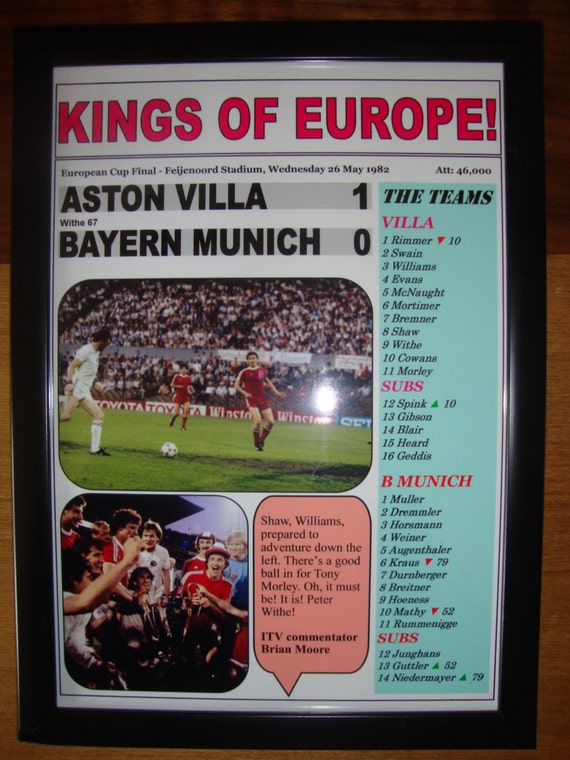 KINGS OF EUROPE!
European Cup Final - Feijenoord Stadium, Wednesday 26 May 1982 Att: 46,000
ASTON VILLA 1
Withe 67
BAYERN MUNICH 0
TOYOTA TOYOTA Winston Winston SEI
Shaw, Williams,
prepared to
adventure down the
left. There's a good
ball in for Tony
Morley. Oh, it must
be! It is! Peter
Withe!
ITV commentator
Brian Moore
THE TEAMS
VILLA
1 Rimmer ▼ 10
2 Swain
3 Williams
4 Evans
5 McNaught
6 Mortimer
7 Bremner
8 Shaw
9 Withe
10 Cowans
11 Morley
SUBS
12 Spink ▲ 10
13 Gibson
14 Blair
15 Heard
16 Geddis
B MUNICH
1 Muller
2 Dremmler
3 Horsmann
4 Weiner
5 Augenthaler
6 Kraus ▼ 79
7 Durnberger
8 Breitner
9 Hoeness
10 Mathy ▼ 52
11 Rummenigge
SUBS
12 Junghans
13 Guttler ▲ 52
14 Niedermayer ▲ 79